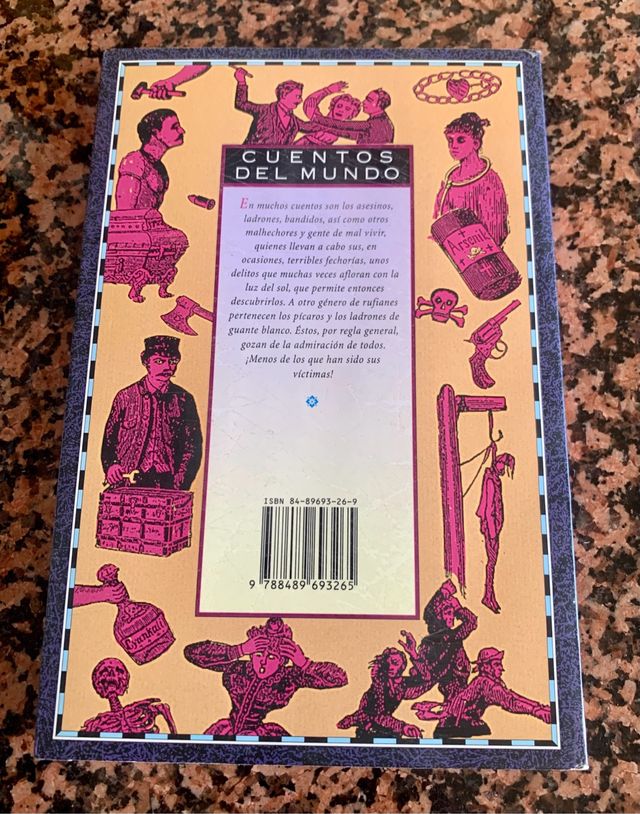 CUENTOS
DEL MUNDO
En muchos cuentos son los asesinos,
ladrones, bandidos, así como otros
malhechores y gente de mal vivir,
quienes llevan a cabo sus, en
ocasiones, terribles fechorías, unos
delitos que muchas veces afloran con la
luz del sol, que permite entonces
descubrirlos. A otro género de rufianes
pertenecen los pícaros y los ladrones de
guante blanco. Éstos, por regla general,
gozan de la admiración de todos.
¡Menos de los que han sido sus
víctimas!
Arsenik
Cyankali
ISBN 84-89693-26-9
9 788489 693265